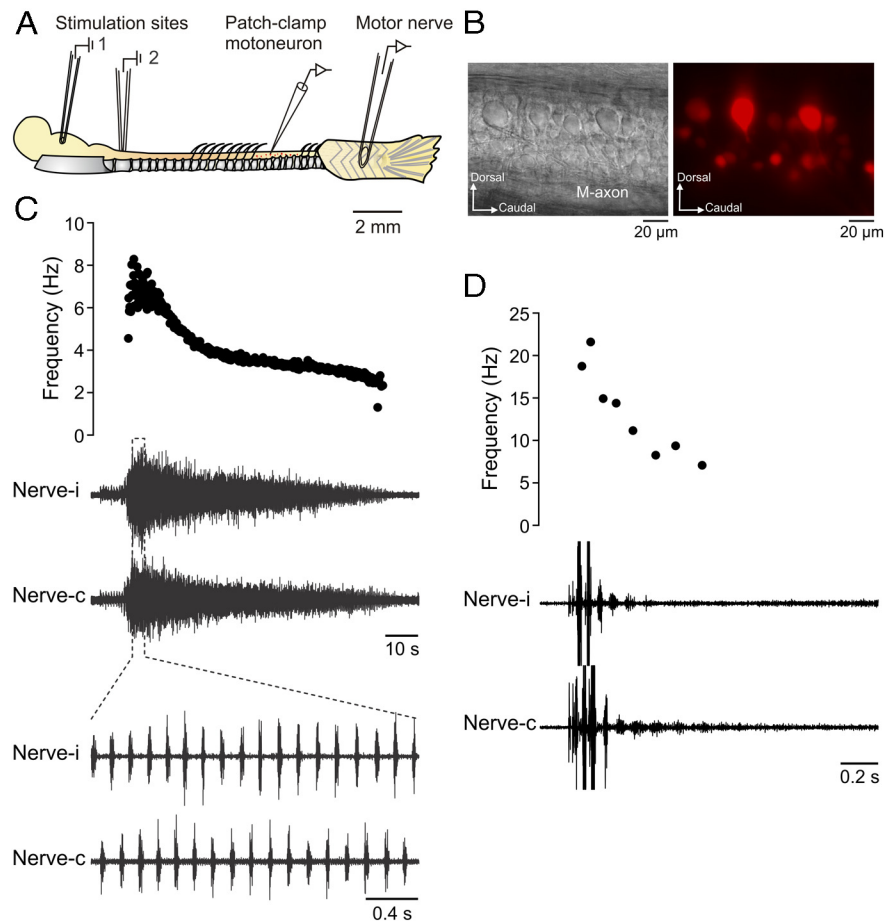 A
Stimulation sites
1
2
Patch-clamp
motoneuron
Motor nerve
2 mm
B
Dorsal
Caudal
M-axon
20 µm
Dorsal
Caudal
20 µm
C
Frequency (Hz)
10
8
6
4
2
0
Nerve-i
Nerve-c
10 s
Nerve-i
Nerve-c
0.4 s
D
Frequency (Hz)
25
20
15
10
5
0
Nerve-i
Nerve-c
0.2 s